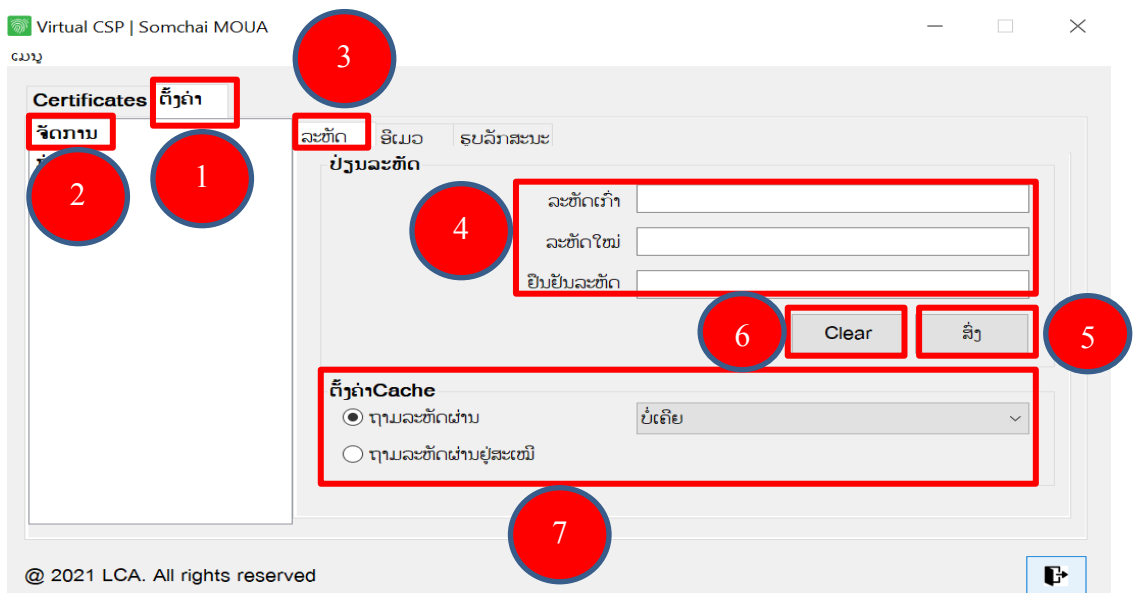 Virtual CSP | Somchai MOUA
ເມນູ
3
Certificates ຕັ້ງຄ່າ
ຈັດການ
1
2
ລະຫັດ ອີເມວ ຮູບລັກສະນະ
ປ່ຽນລະຫັດ
ລະຫັດເກົ່າ
4
ລະຫັດໃໝ່
ຢືນຢັນລະຫັດ
6 Clear ສົ່ງ 5
ຕັ້ງຄ່າCache
ຖາມລະຫັດຜ່ານ ບໍ່ເຄີຍ
ຖາມລະຫັດຜ່ານຢູ່ສະເໝີ
7
@ 2021 LCA. All rights reserved